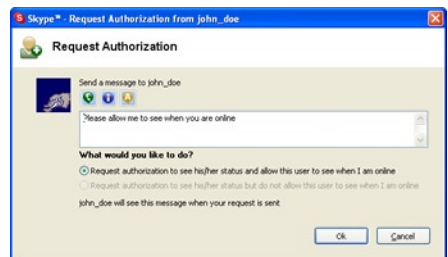 Skype™ - Request Authorization from john_doe
Request Authorization
Send a message to john_doe
Please allow me to see when you are online
What would you like to do?
Request authorization to see his/her status and allow this user to see when I am online
Request authorization to see his/her status but do not allow this user to see when I am online
john_doe will see this message when your request is sent
Ok
Cancel